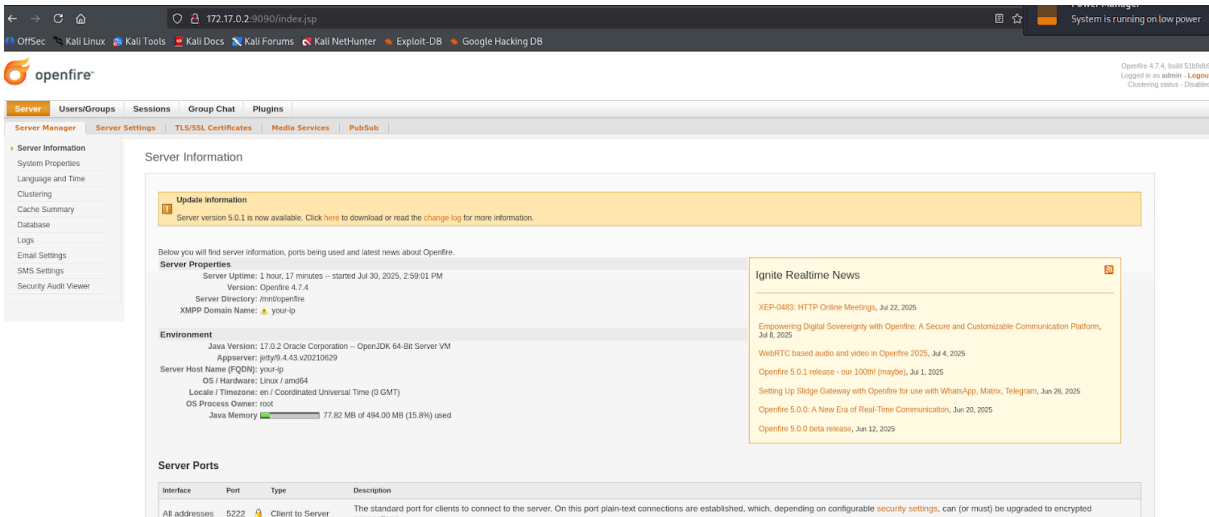 Power Manager
172.17.0.2:9090/index.jsp
System is running on low power
OffSec Kali Linux Kali Tools Kali Docs Kali Forums Kali NetHunter Exploit-DB Google Hacking DB
openfire
Openfire 4.7.4, build
Logged in as admin - Logou
Clustering status - Disabled
Server Users/Groups Sessions Group Chat Plugins
Server Manager Server Settings TLS/SSL Certificates Media Services PubSub
Server Information
System Properties
Language and Time
Clustering
Cache Summary
Database
Logs
Email Settings
SMS Settings
Security Audit Viewer
Server Information
Update information
Server version 5.0.1 is now available. Click here to download or read the change log for more information.
Below you will find server information, ports being used and latest news about Openfire.
Server Properties
Server Uptime: 1 hour, 17 minutes -- started Jul 30, 2025, 2:59:01 PM
Version: Openfire 4.7.4
Server Directory: /mnt/openfire
XMPP Domain Name: your-ip
Environment
Java Version: 17.0.2 Oracle Corporation -- OpenJDK 64-Bit Server VM
Appserver: jetty/9.4.43.v20210629
Server Host Name (FQDN): your-ip
OS / Hardware: Linux / amd64
Locale / Timezone: en / Coordinated Universal Time (0 GMT)
OS Process Owner: root
Java Memory 77.82 MB of 494.00 MB (15.8%) used
Ignite Realtime News
XEP-0483: HTTP Online Meetings, Jul 22, 2025
Empowering Digital Sovereignty with Openfire: A Secure and Customizable Communication Platform,
Jul 8, 2025
WebRTC based audio and video in Openfire 2025, Jul 4, 2025
Openfire 5.0.1 release - our 100th! (maybe), Jul 1, 2025
Setting Up Slidge Gateway with Openfire for use with WhatsApp, Matrix, Telegram, Jun 26, 2025
Openfire 5.0.0: A New Era of Real-Time Communication, Jun 20, 2025
Openfire 5.0.0 beta release, Jun 12, 2025
Server Ports
Interface Port Type Description
All addresses 5222 Client to Server The standard port for clients to connect to the server. On this port plain-text connections are established, which, depending on configurable security settings, can (or must) be upgraded to encrypted